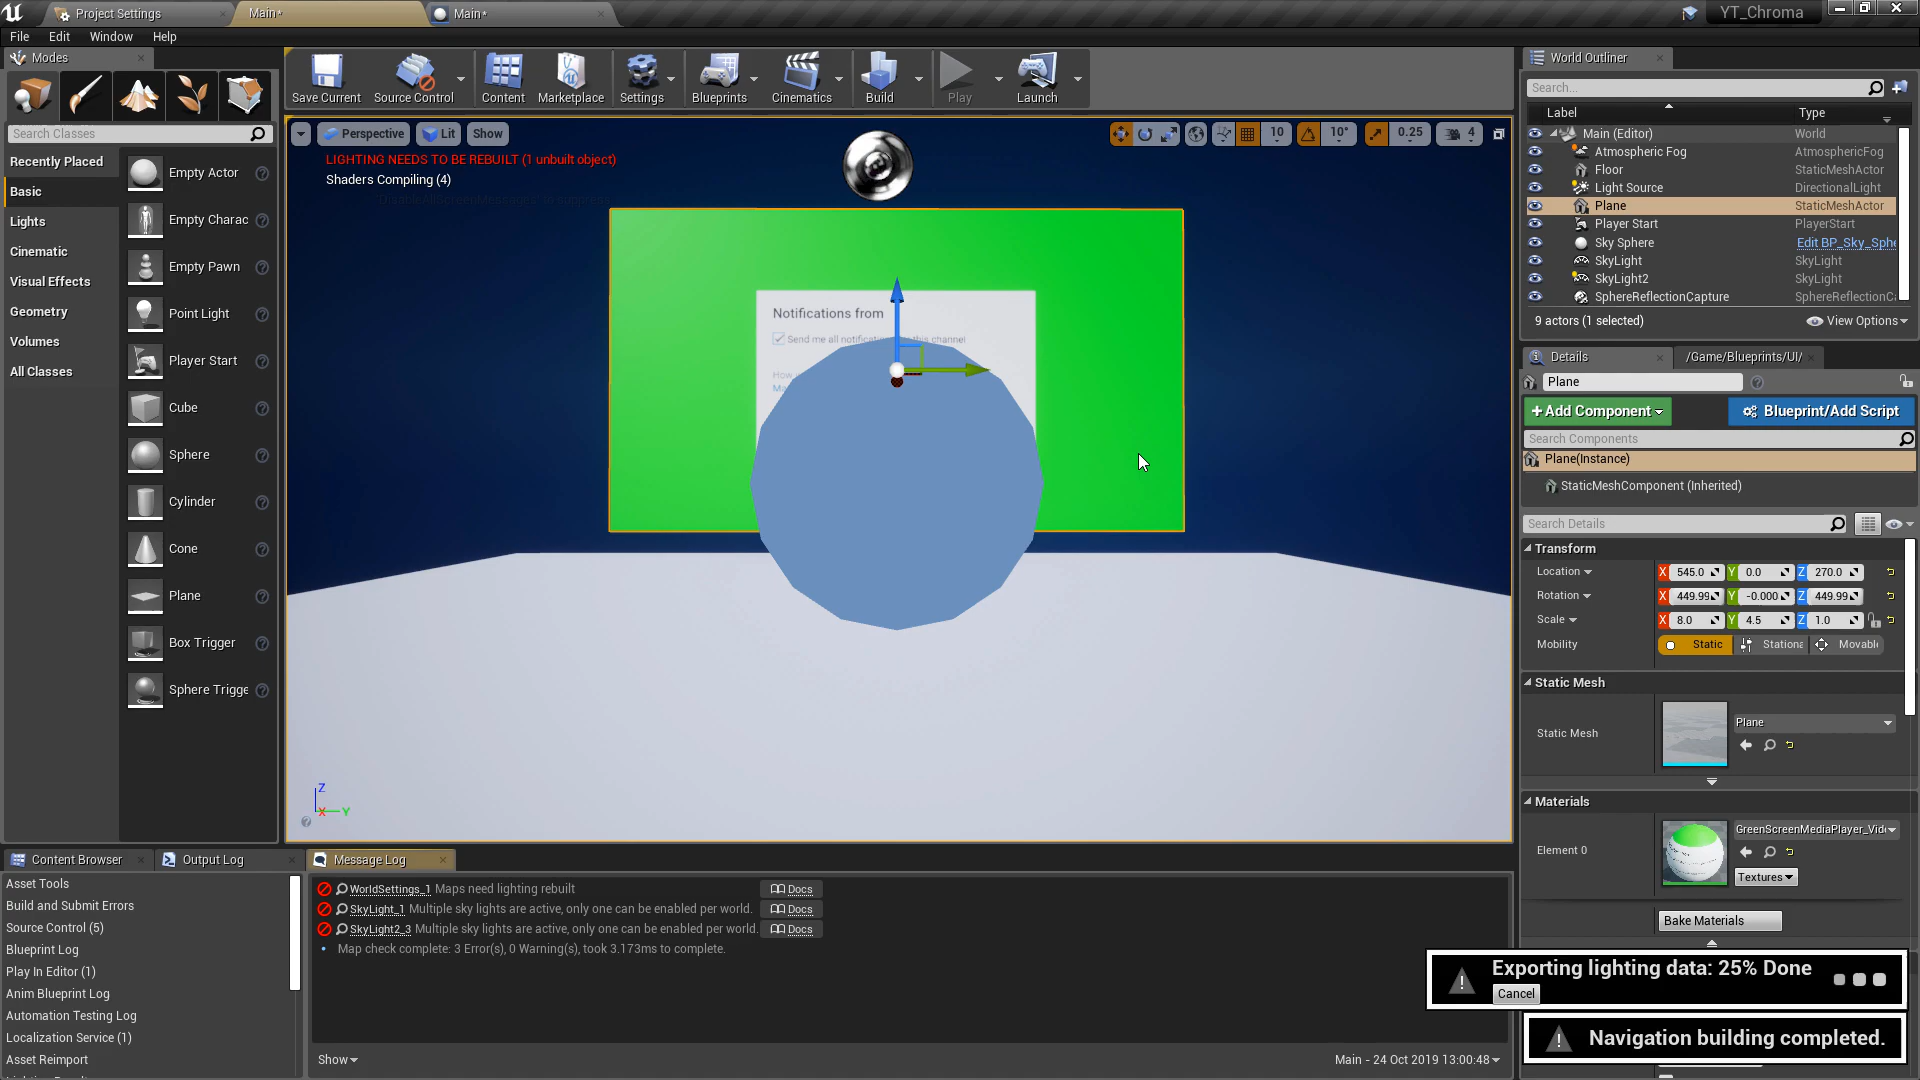 Project Settings
Main*
Main*
YT_Chroma
File Edit Window Help
Modes
Search Classes
Recently Placed
Basic
Lights
Cinematic
Visual Effects
Geometry
Volumes
All Classes
Empty Actor
Empty Charac
Empty Pawn
Point Light
Player Start
Cube
Sphere
Cylinder
Cone
Plane
Box Trigger
Sphere Trigge
Save Current
Source Control
Content
Marketplace
Settings
Blueprints
Cinematics
Build
Play
Launch
Perspective Lit Show
10 10° 0.25 4
LIGHTING NEEDS TO BE REBUILT (1 unbuilt object)
Shaders Compiling (4)
Notifications from
Send me all
Z
X Y
World Outliner
Search...
Label Type
Main (Editor) World
Atmospheric Fog AtmosphericFog
Floor StaticMeshActor
Light Source DirectionalLight
Plane StaticMeshActor
Player Start PlayerStart
Sky Sphere Edit BP_Sky_Sphe
SkyLight SkyLight
SkyLight2 SkyLight
SphereReflectionCapture SphereReflectionCa
9 actors (1 selected) View Options
Details /Game/Blueprints/UI/
Plane
+Add Component Blueprint/Add Script
Search Components
Plane(Instance)
StaticMeshComponent (Inherited)
Search Details
Transform
Location X 545.0 Y 0.0 Z 270.0
Rotation X 449.99 Y -0.000 Z 449.99
Scale X 8.0 Y 4.5 Z 1.0
Mobility Static Stationa Movabl
Static Mesh
Static Mesh Plane
Materials
Element 0 GreenScreenMediaPlayer_Vid
Textures
Bake Materials
Content Browser Output Log Message Log
Asset Tools
Build and Submit Errors
Source Control (5)
Blueprint Log
Play In Editor (1)
Anim Blueprint Log
Automation Testing Log
Localization Service (1)
Asset Reimport
WorldSettings_1 Maps need lighting rebuilt Docs
SkyLight_1 Multiple sky lights are active, only one can be enabled per world. Docs
SkyLight2_3 Multiple sky lights are active, only one can be enabled per world. Docs
Map check complete: 3 Error(s), 0 Warning(s), took 3.173ms to complete.
Show
Main - 24 Oct 2019 13:00:48
Exporting lighting data: 25% Done
Cancel
Navigation building completed.